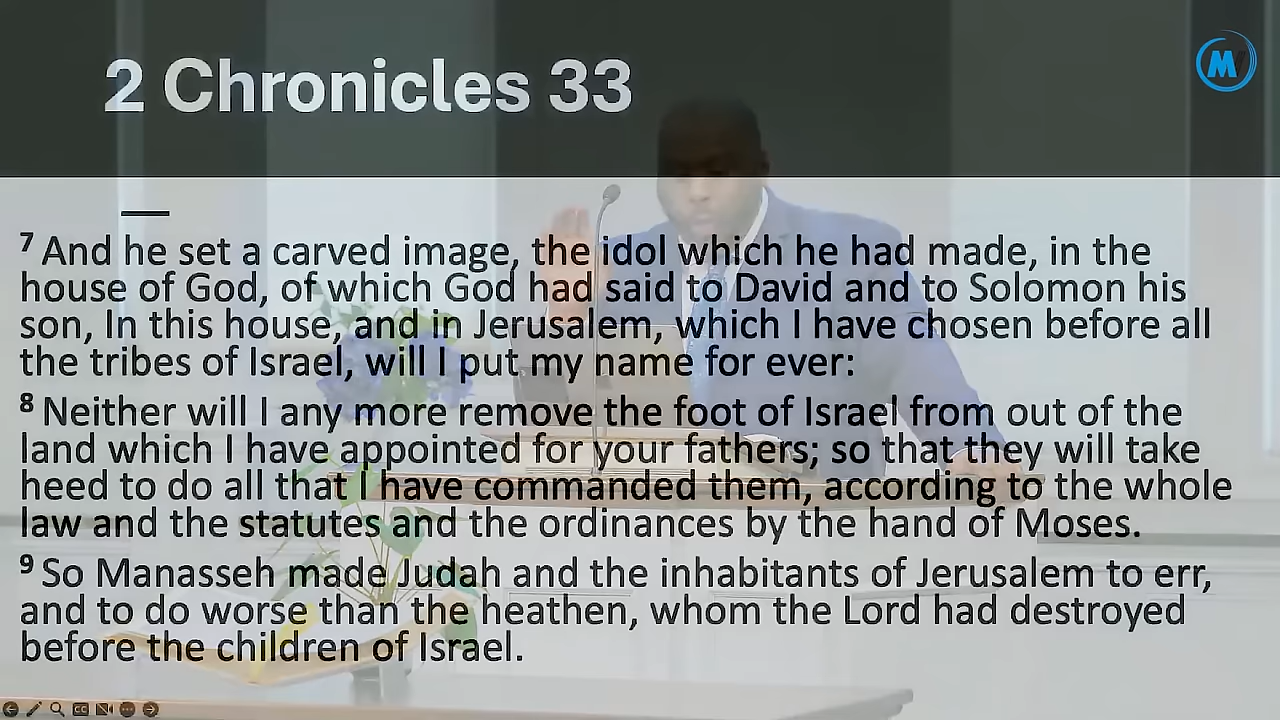 2 Chronicles 33
MV
7 And he set a carved image, the idol which he had made, in the
house of God, of which God had said to David and to Solomon his
son, In this house, and in Jerusalem, which I have chosen before all
the tribes of Israel, will I put my name for ever:
8 Neither will I any more remove the foot of Israel from out of the
land which I have appointed for your fathers; so that they will take
heed to do all that I have commanded them, according to the whole
law and the statutes and the ordinances by the hand of Moses.
9 So Manasseh made Judah and the inhabitants of Jerusalem to err,
and to do worse than the heathen, whom the Lord had destroyed
before the children of Israel.
CC